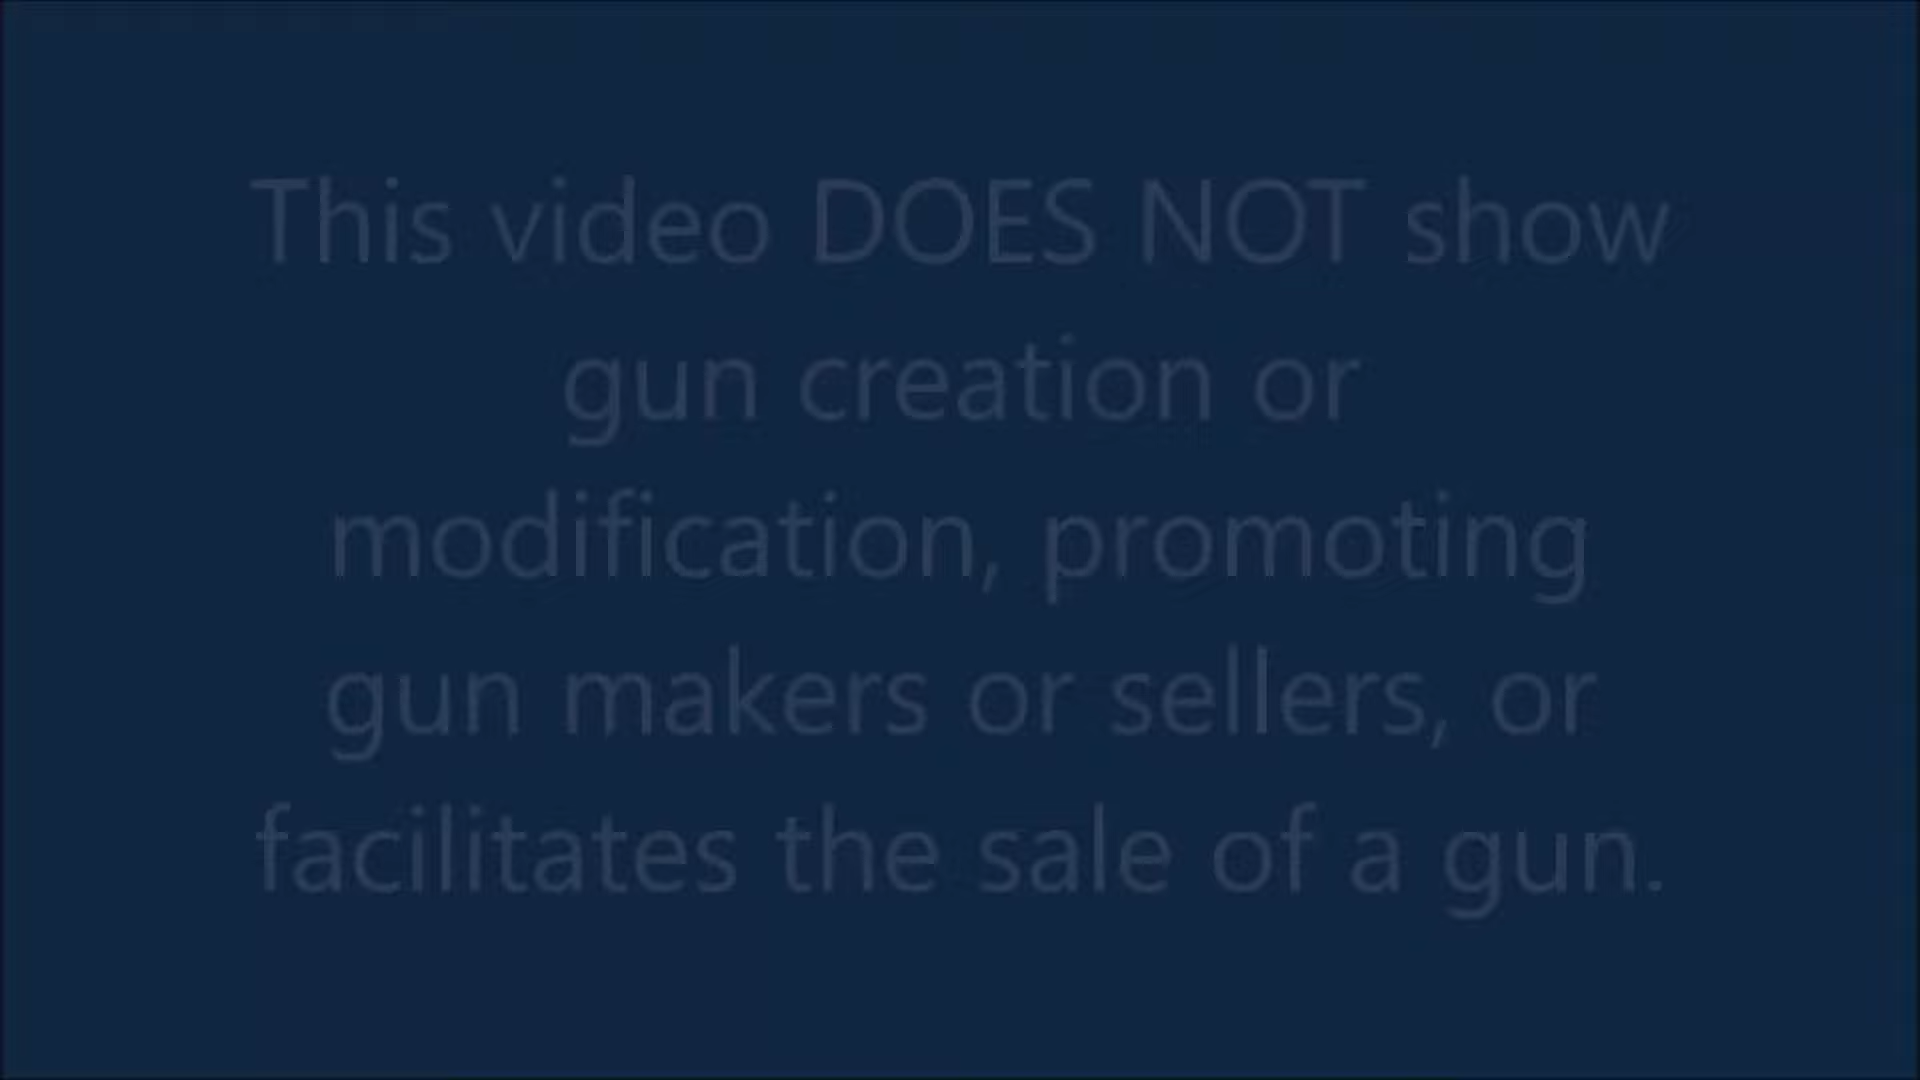 This video DOES NOT show
gun creation or
modification, promoting
gun makers or sellers, or
facilitates the sale of a gun.